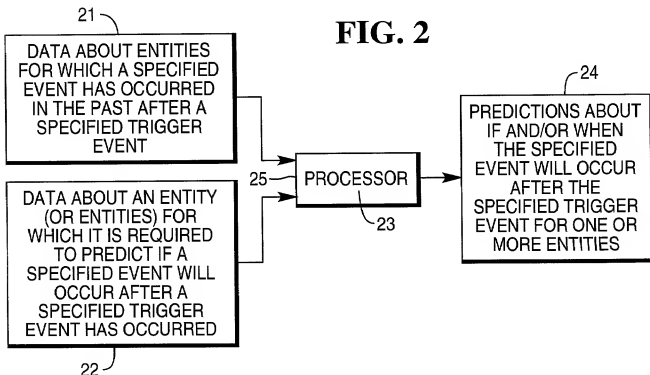 FIG. 2
21
DATA ABOUT ENTITIES
FOR WHICH A SPECIFIED
EVENT HAS OCCURRED
IN THE PAST AFTER A
SPECIFIED TRIGGER
EVENT
DATA ABOUT AN ENTITY
(OR ENTITIES) FOR
WHICH IT IS REQUIRED
TO PREDICT IF A
SPECIFIED EVENT WILL
OCCUR AFTER A
SPECIFIED TRIGGER
EVENT HAS OCCURRED
22
25
PROCESSOR
23
24
PREDICTIONS ABOUT
IF AND/OR WHEN
THE SPECIFIED
EVENT WILL OCCUR
AFTER THE
SPECIFIED TRIGGER
EVENT FOR ONE OR
MORE ENTITIES